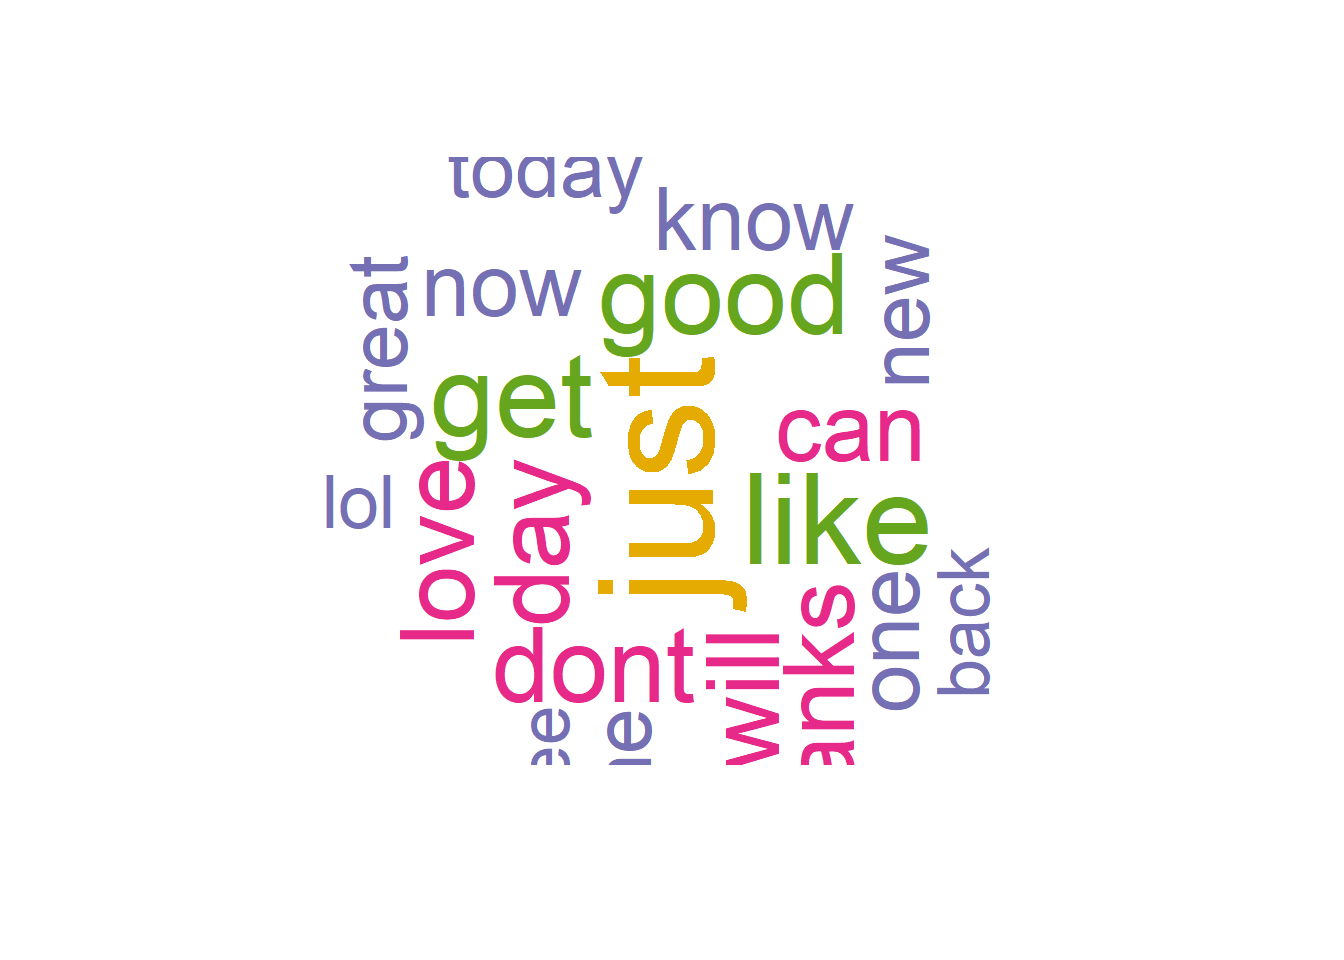 today
know
now
good
new
great
get
just
can
like
lol
love
day
back
one
dont
will
anks
ee